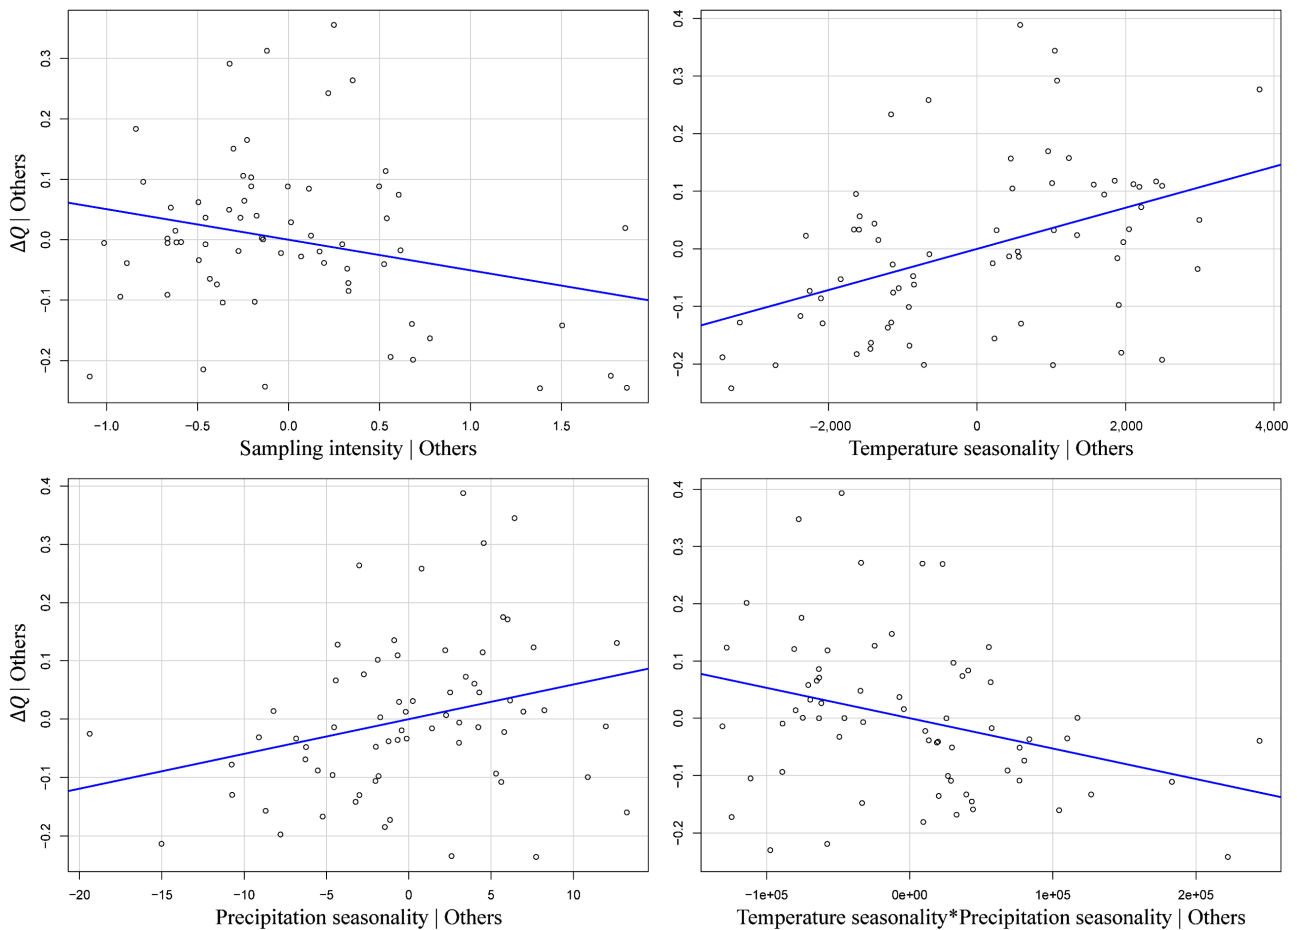 0.3
0.2
0.1
0.0
−0.1
−0.2
ΔQ | Others
−1.0 −0.5 0.0 0.5 1.0 1.5
Sampling intensity | Others
0.4
0.3
0.2
0.1
0.0
−0.1
−0.2
−2,000 0 2,000 4,000
Temperature seasonality | Others
0.4
0.3
0.2
0.1
0.0
−0.1
−0.2
ΔQ | Others
−20 −15 −10 −5 0 5 10
Precipitation seasonality | Others
0.4
0.3
0.2
0.1
0.0
−0.1
−0.2
−1e+05 0e+00 1e+05 2e+05
Temperature seasonality*Precipitation seasonality | Others